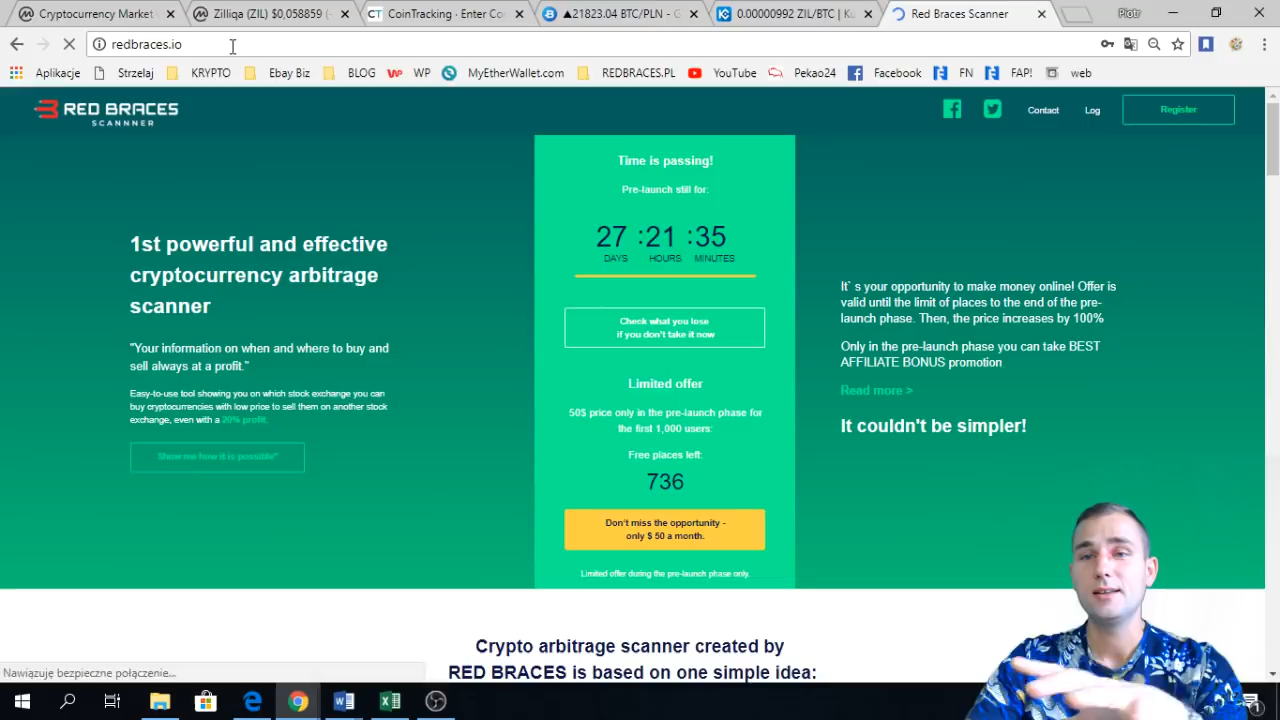 Cryptocurrency Market
Zilliqa (ZIL) $0,058859
CoinTracking · Enter Coi
▲21823.04 BTC/PLN - G
0.00000992 ZIL/BTC | Ku
Red Braces Scanner
Piotr
redbraces.io
Aplikacje
Strzelaj
KRYPTO
Ebay Biz
BLOG
WP
MyEtherWallet.com
REDBRACES.PL
YouTube
Pekao24
Facebook
FN
FAP!
web
RED BRACES
SCANNNER
Contact
Log
Register
Time is passing!
Pre-launch still for:
27 :21 :35
DAYS HOURS MINUTES
Check what you lose
if you don't take it now
Limited offer
50$ price only in the pre-launch phase for
the first 1,000 users:
Free places left:
736
Don't miss the opportunity -
only $ 50 a month.
Limited offer during the pre-launch phase only.
1st powerful and effective
cryptocurrency arbitrage
scanner
"Your information on when and where to buy and
sell always at a profit."
Easy-to-use tool showing you on which stock exchange you can
buy cryptocurrencies with low price to sell them on another stock
exchange, even with a 20% profit.
Show me how it is possible"
It` s your opportunity to make money online! Offer is
valid until the limit of places to the end of the pre-
launch phase. Then, the price increases by 100%
Only in the pre-launch phase you can take BEST
AFFILIATE BONUS promotion
Read more >
It couldn't be simpler!
Crypto arbitrage scanner created by
RED BRACES is based on one simple idea:
Nawiązuję bezpieczne połączenie...